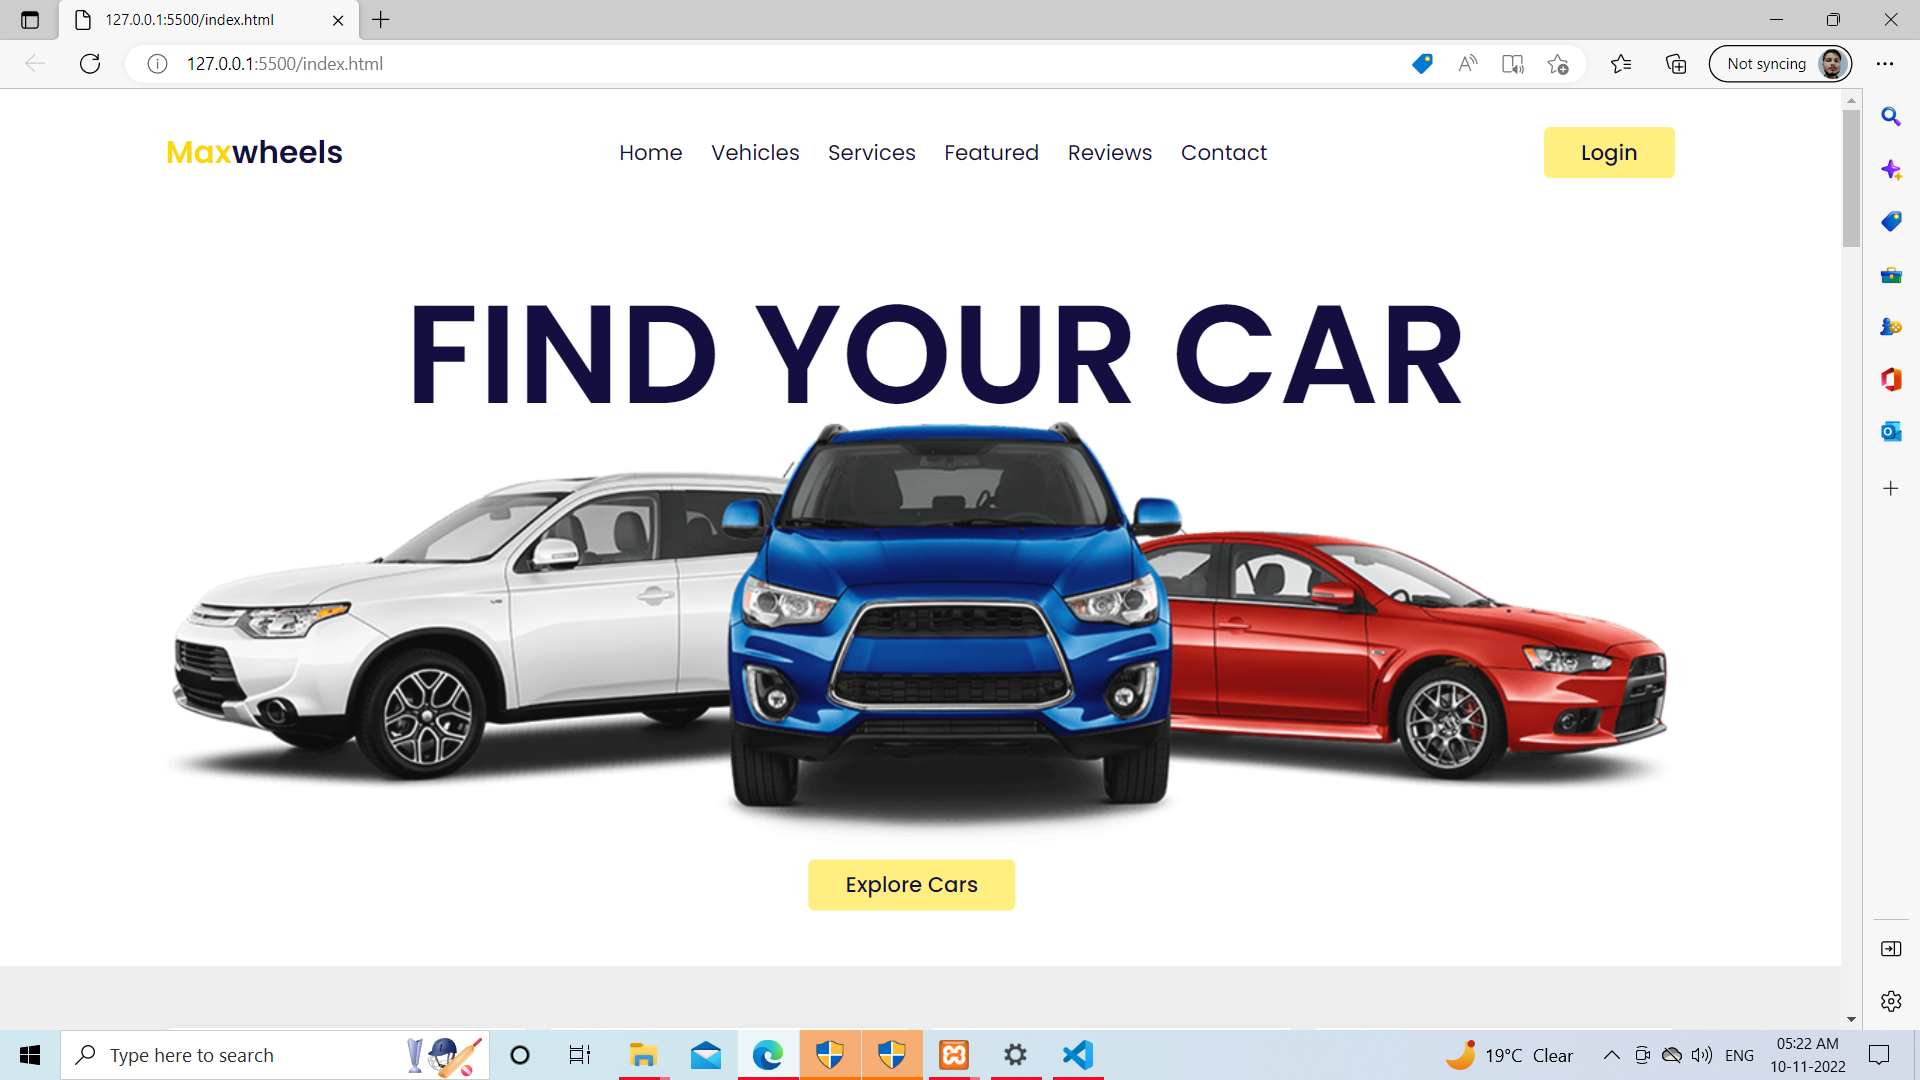 127.0.0.1:5500/index.html
127.0.0.1:5500/index.html
Not syncing
Maxwheels
Home Vehicles Services Featured Reviews Contact
Login
FIND YOUR CAR
Explore Cars
Type here to search
19°C Clear
ENG
05:22 AM
10-11-2022